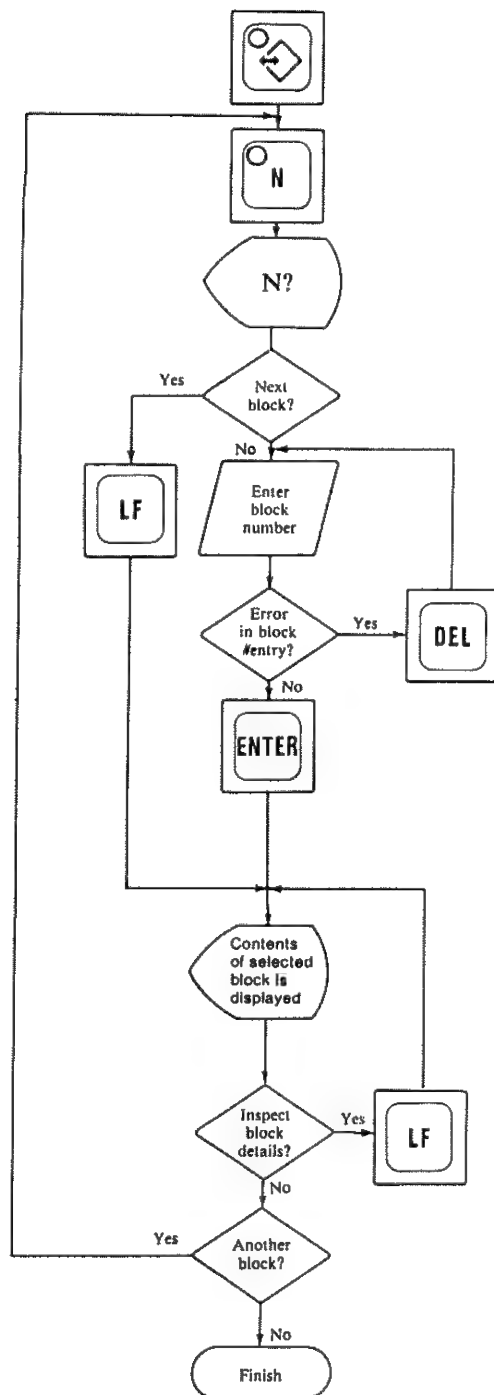 N
N?
Yes
Next
block?
No
LF
Enter
block
number
Error
in block
#entry?
Yes
DEL
No
ENTER
Contents
of selected
block is
displayed
Inspect
block
details?
Yes
LF
No
Yes
Another
block?
No
Finish